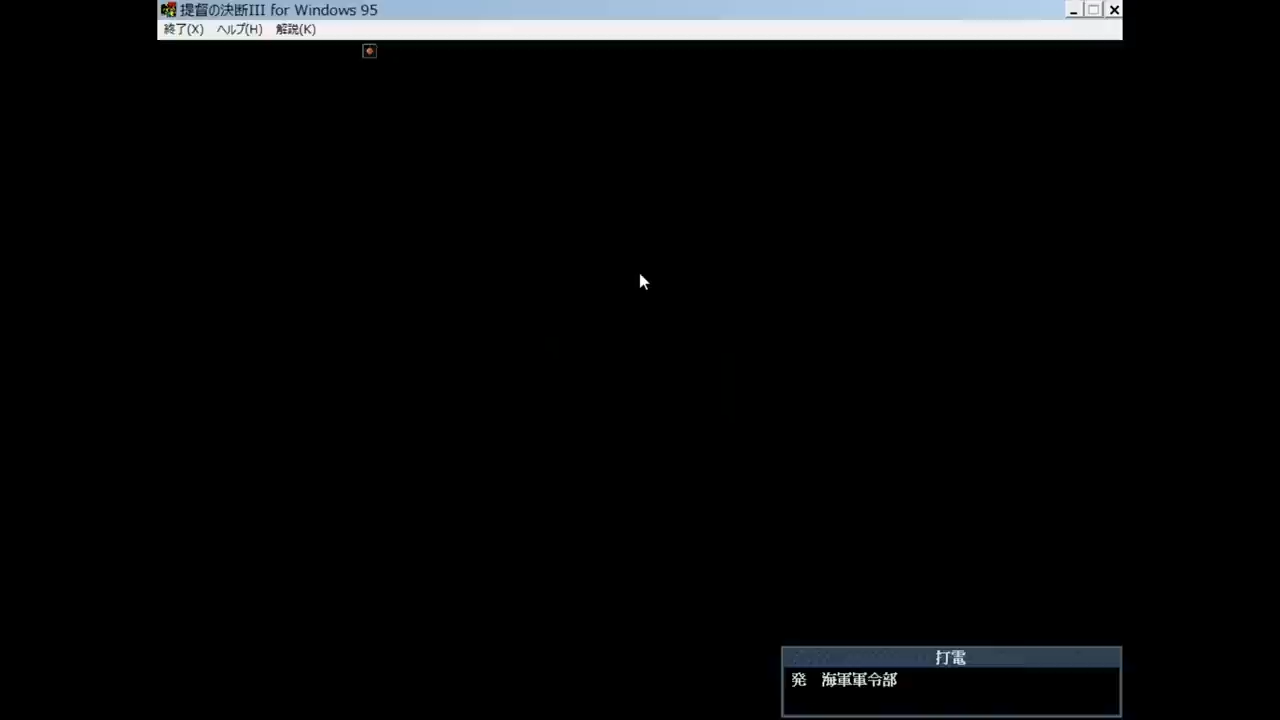 提督の決断III for Windows 95
終了(X) ヘルプ(H) 解説(K)
打電
発 海軍軍令部